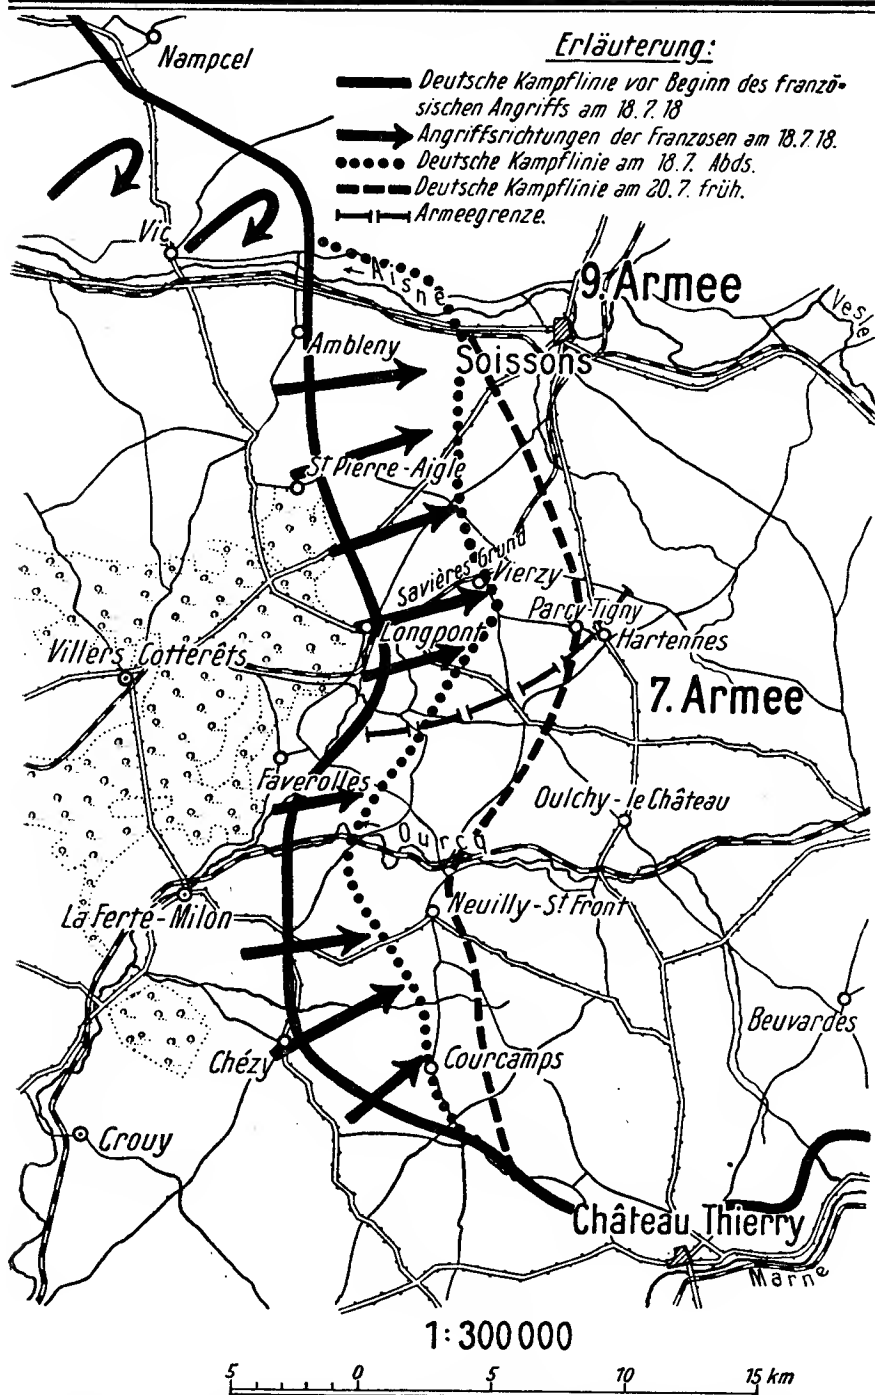 Erläuterung:
Deutsche Kampflinie vor Beginn des franzö-
sischen Angriffs am 18.7.18
Angriffsrichtungen der Franzosen am 18.7.18.
Deutsche Kampflinie am 18.7. Abds.
Deutsche Kampflinie am 20.7. früh.
Armeegrenze.
Nampcel
Vic
Aisne
9. Armee
Vesle
Ambleny
Soissons
St Pierre-Aigle
Savières Grund
Vierzy
Parcy-Tigny
Longpont
Hartennes
Villers Cotterêts
7. Armee
Faverolles
Oulchy-le Château
Ourcq
La Ferté-Milon
Neuilly-St Front
Beuvardes
Chézy
Courcamps
Crouy
Château Thierry
Marne
1:300000
5 0 5 10 15 km